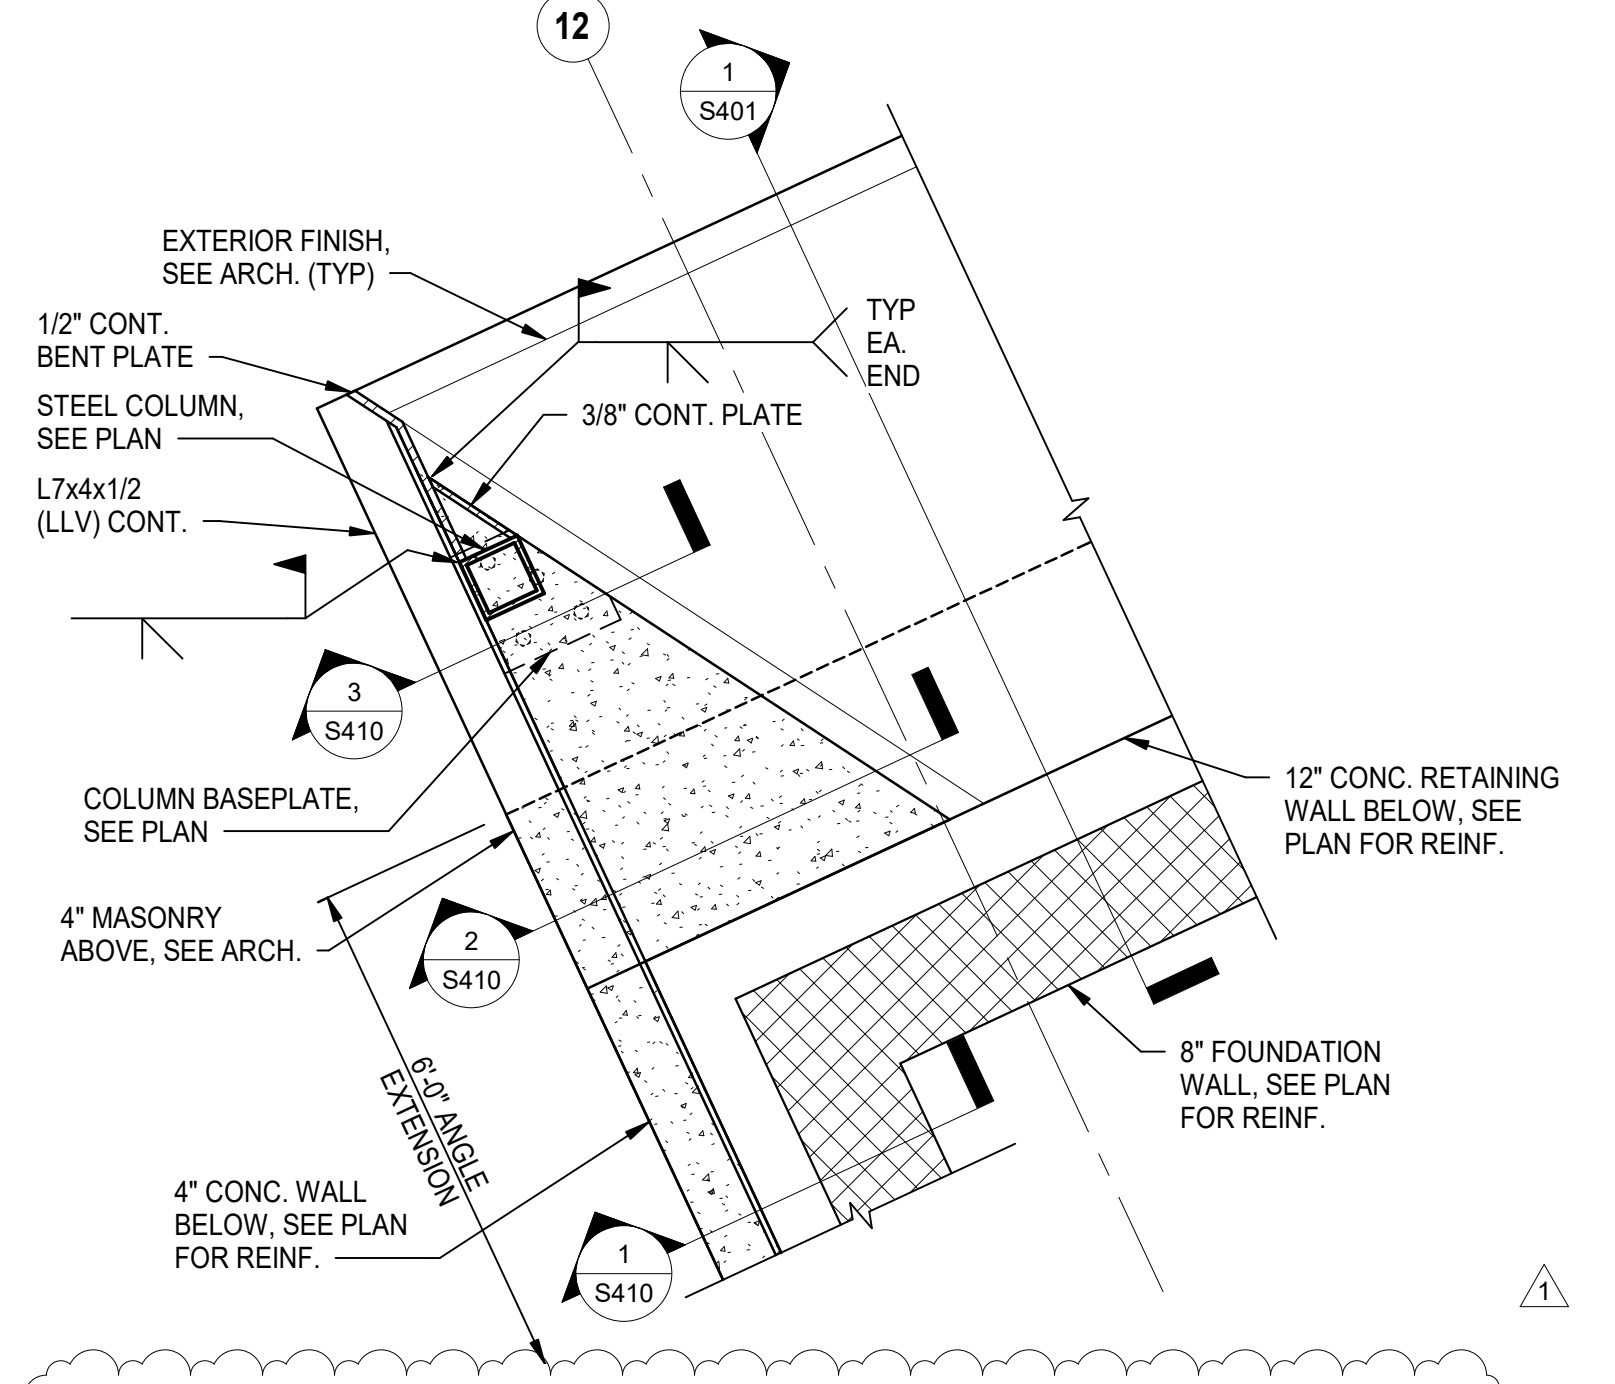 12
1
S401
EXTERIOR FINISH,
SEE ARCH. (TYP)
1/2" CONT.
BENT PLATE
TYP
EA.
END
STEEL COLUMN,
SEE PLAN
3/8" CONT. PLATE
L7x4x1/2
(LLV) CONT.
3
S410
COLUMN BASEPLATE,
SEE PLAN
12" CONC. RETAINING
WALL BELOW, SEE
PLAN FOR REINF.
4" MASONRY
ABOVE, SEE ARCH.
2
S410
6'-0" ANGLE
EXTENSION
8" FOUNDATION
WALL, SEE PLAN
FOR REINF.
4" CONC. WALL
BELOW, SEE PLAN
FOR REINF.
1
S410
1